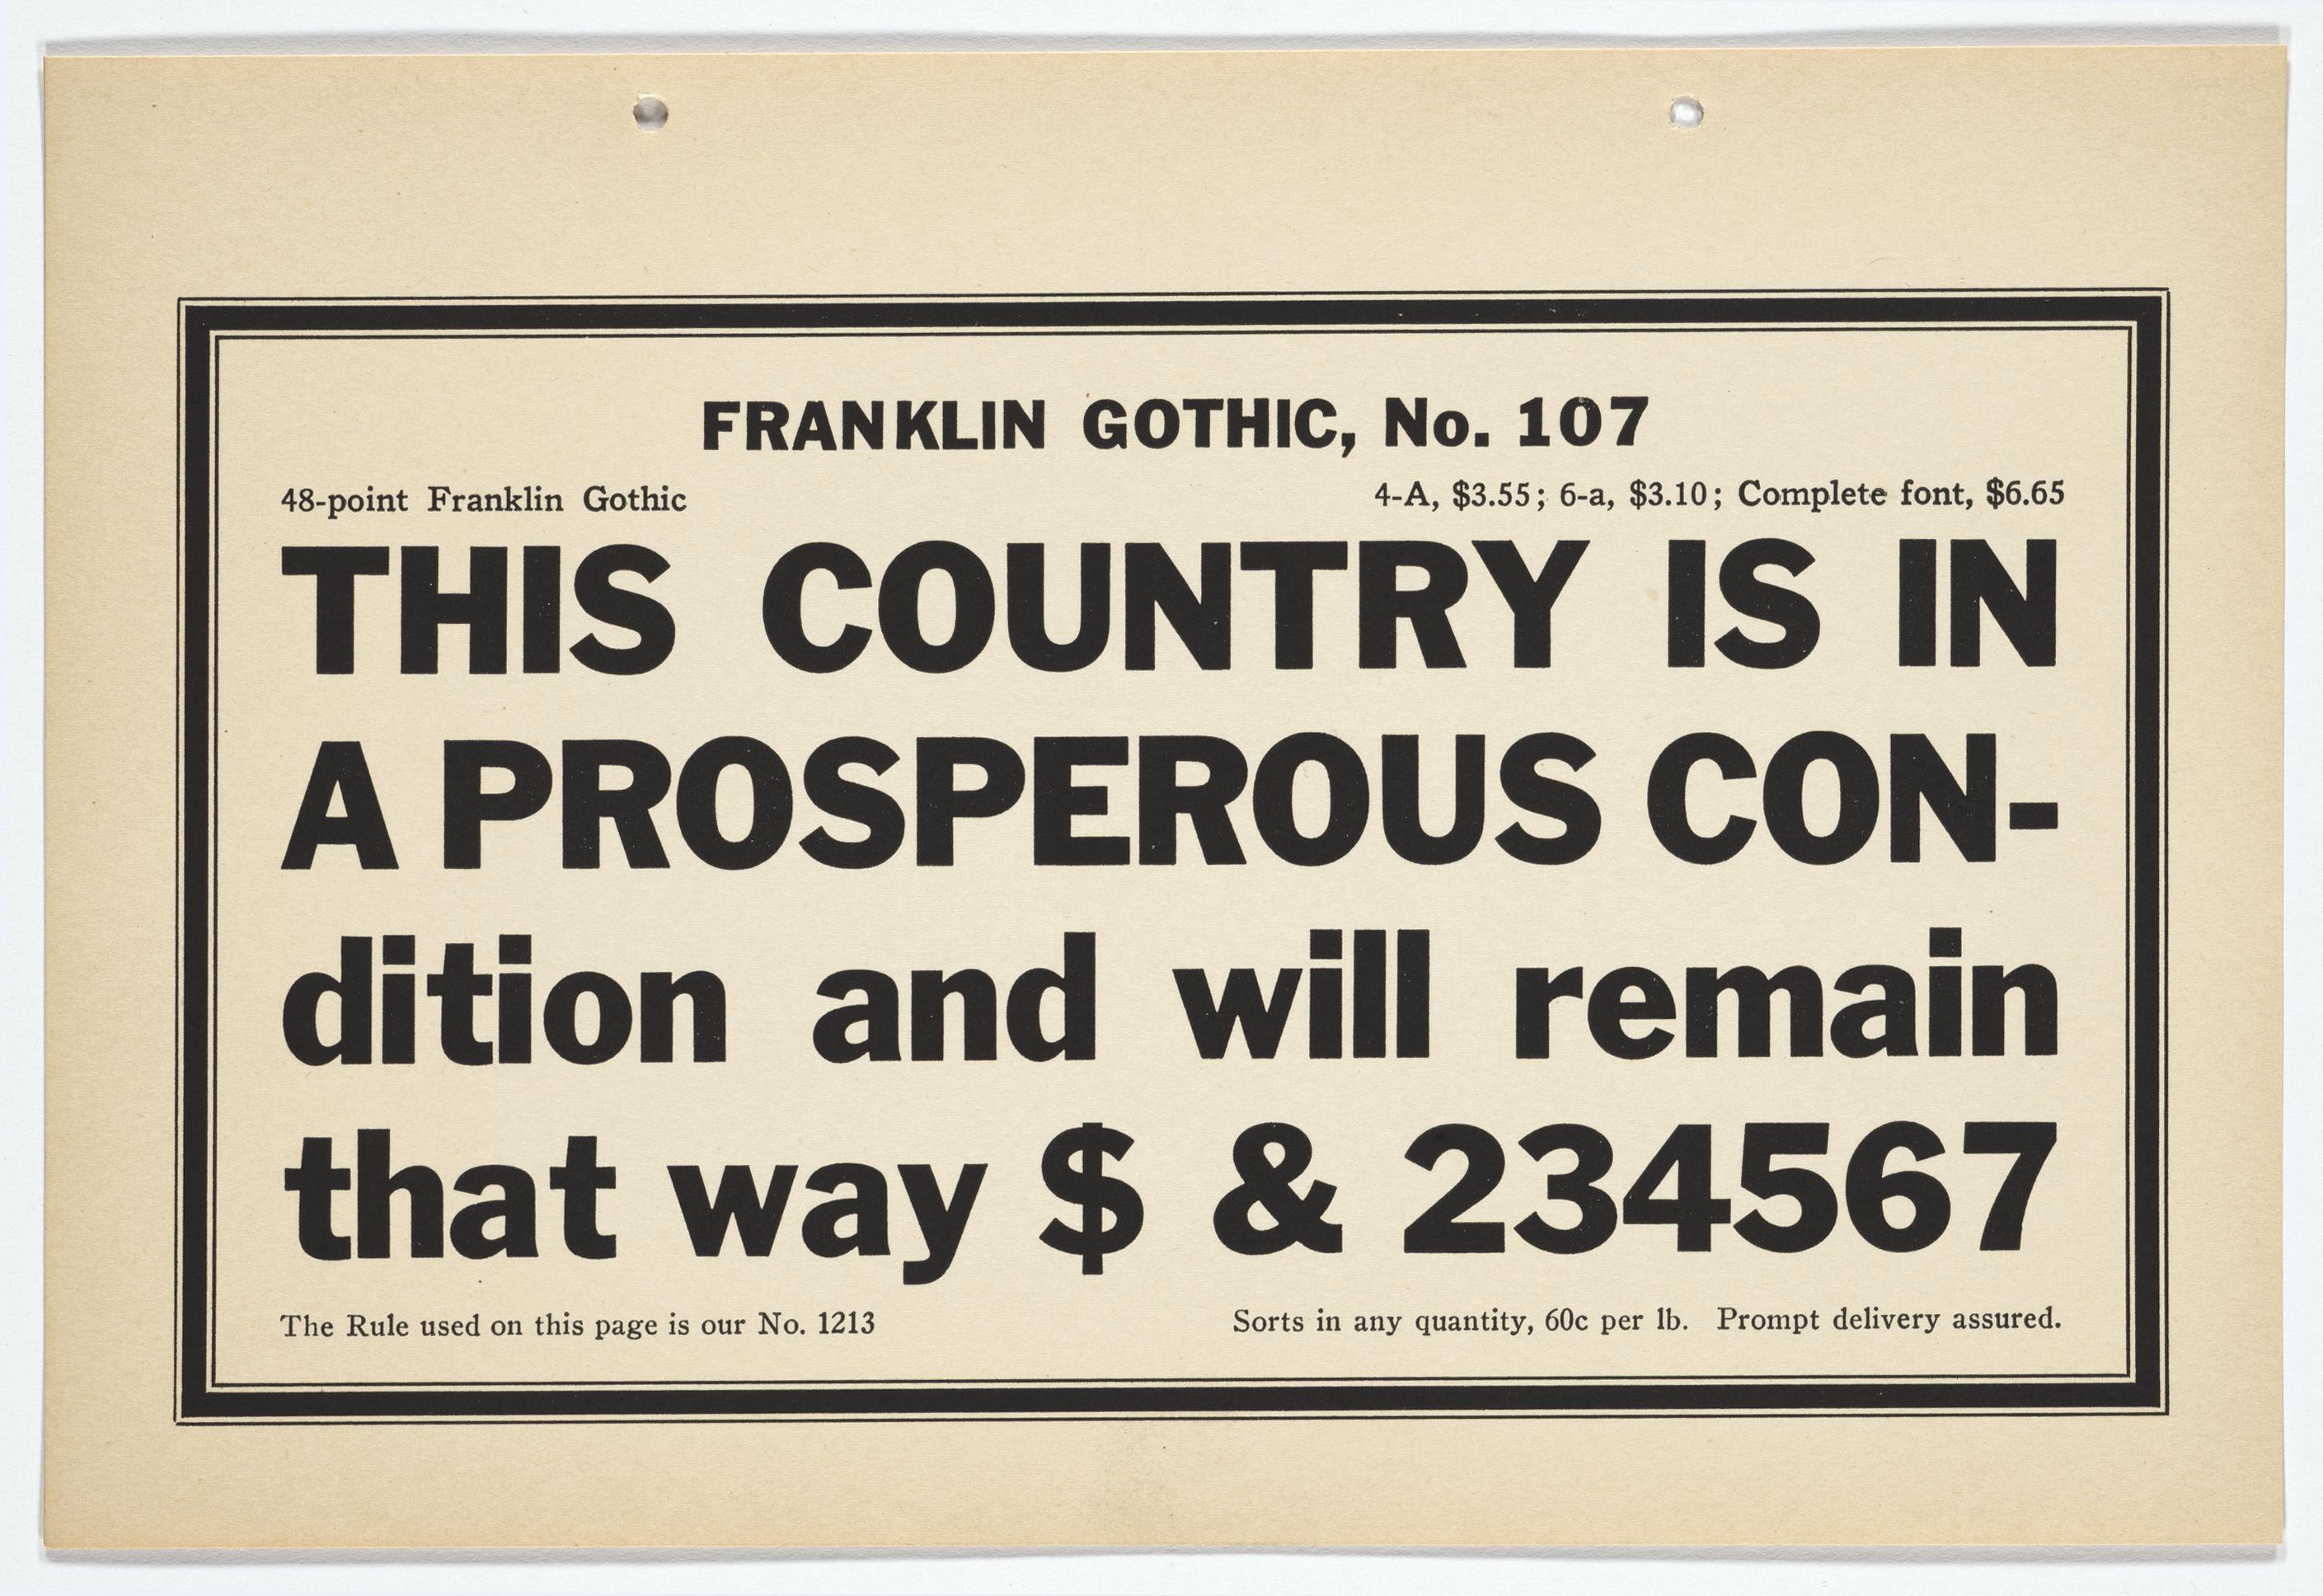 FRANKLIN GOTHIC, No. 107
48-point Franklin Gothic 4-A, $3.55; 6-a, $3.10; Complete font, $6.65
THIS COUNTRY IS IN
A PROSPEROUS CON-
dition and will remain
that way $ & 234567
The Rule used on this page is our No. 1213 Sorts in any quantity, 60c per lb. Prompt delivery assured.